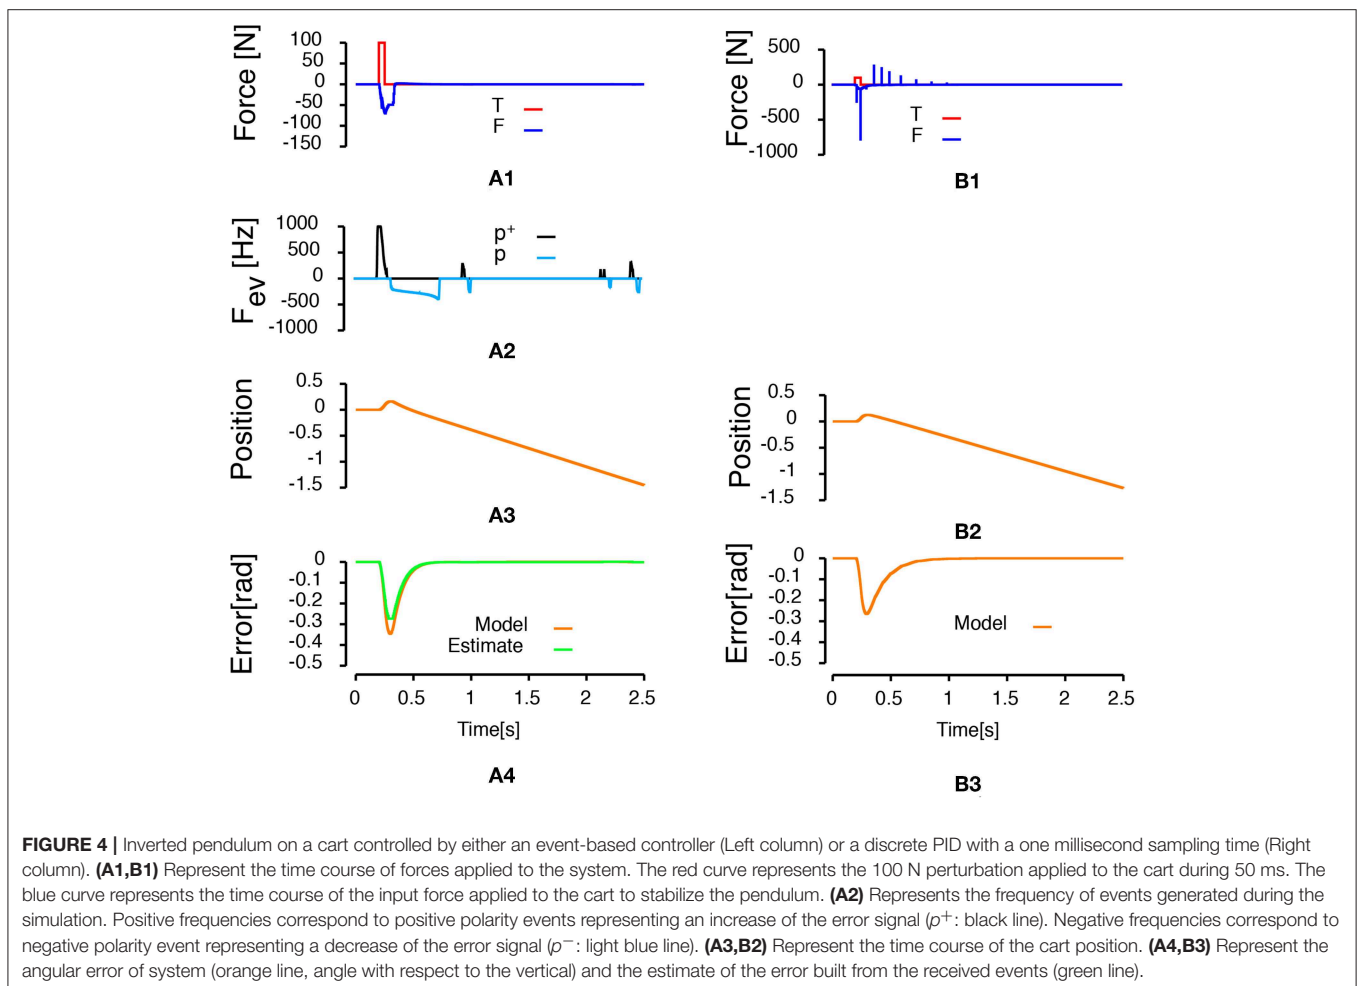 Force [N]
100
50
0
-50
-100
-150
T
F
A1
Force [N]
500
0
-500
-1000
T
F
B1
F_ev [Hz]
1000
500
0
-500
-1000
p+
p
A2
Position
0.5
0
-0.5
-1
-1.5
A3
Position
0.5
0
-0.5
-1
-1.5
B2
Error[rad]
0
-0.1
-0.2
-0.3
-0.4
-0.5
Model
Estimate
0 0.5 1 1.5 2 2.5
Time[s]
A4
Error[rad]
0
-0.1
-0.2
-0.3
-0.4
-0.5
Model
0 0.5 1 1.5 2 2.5
Time[s]
B3
FIGURE 4 | Inverted pendulum on a cart controlled by either an event-based controller (Left column) or a discrete PID with a one millisecond sampling time (Right
column). (A1,B1) Represent the time course of forces applied to the system. The red curve represents the 100 N perturbation applied to the cart during 50 ms. The
blue curve represents the time course of the input force applied to the cart to stabilize the pendulum. (A2) Represents the frequency of events generated during the
simulation. Positive frequencies correspond to positive polarity events representing an increase of the error signal (p+: black line). Negative frequencies correspond to
negative polarity event representing a decrease of the error signal (p−: light blue line). (A3,B2) Represent the time course of the cart position. (A4,B3) Represent the
angular error of system (orange line, angle with respect to the vertical) and the estimate of the error built from the received events (green line).